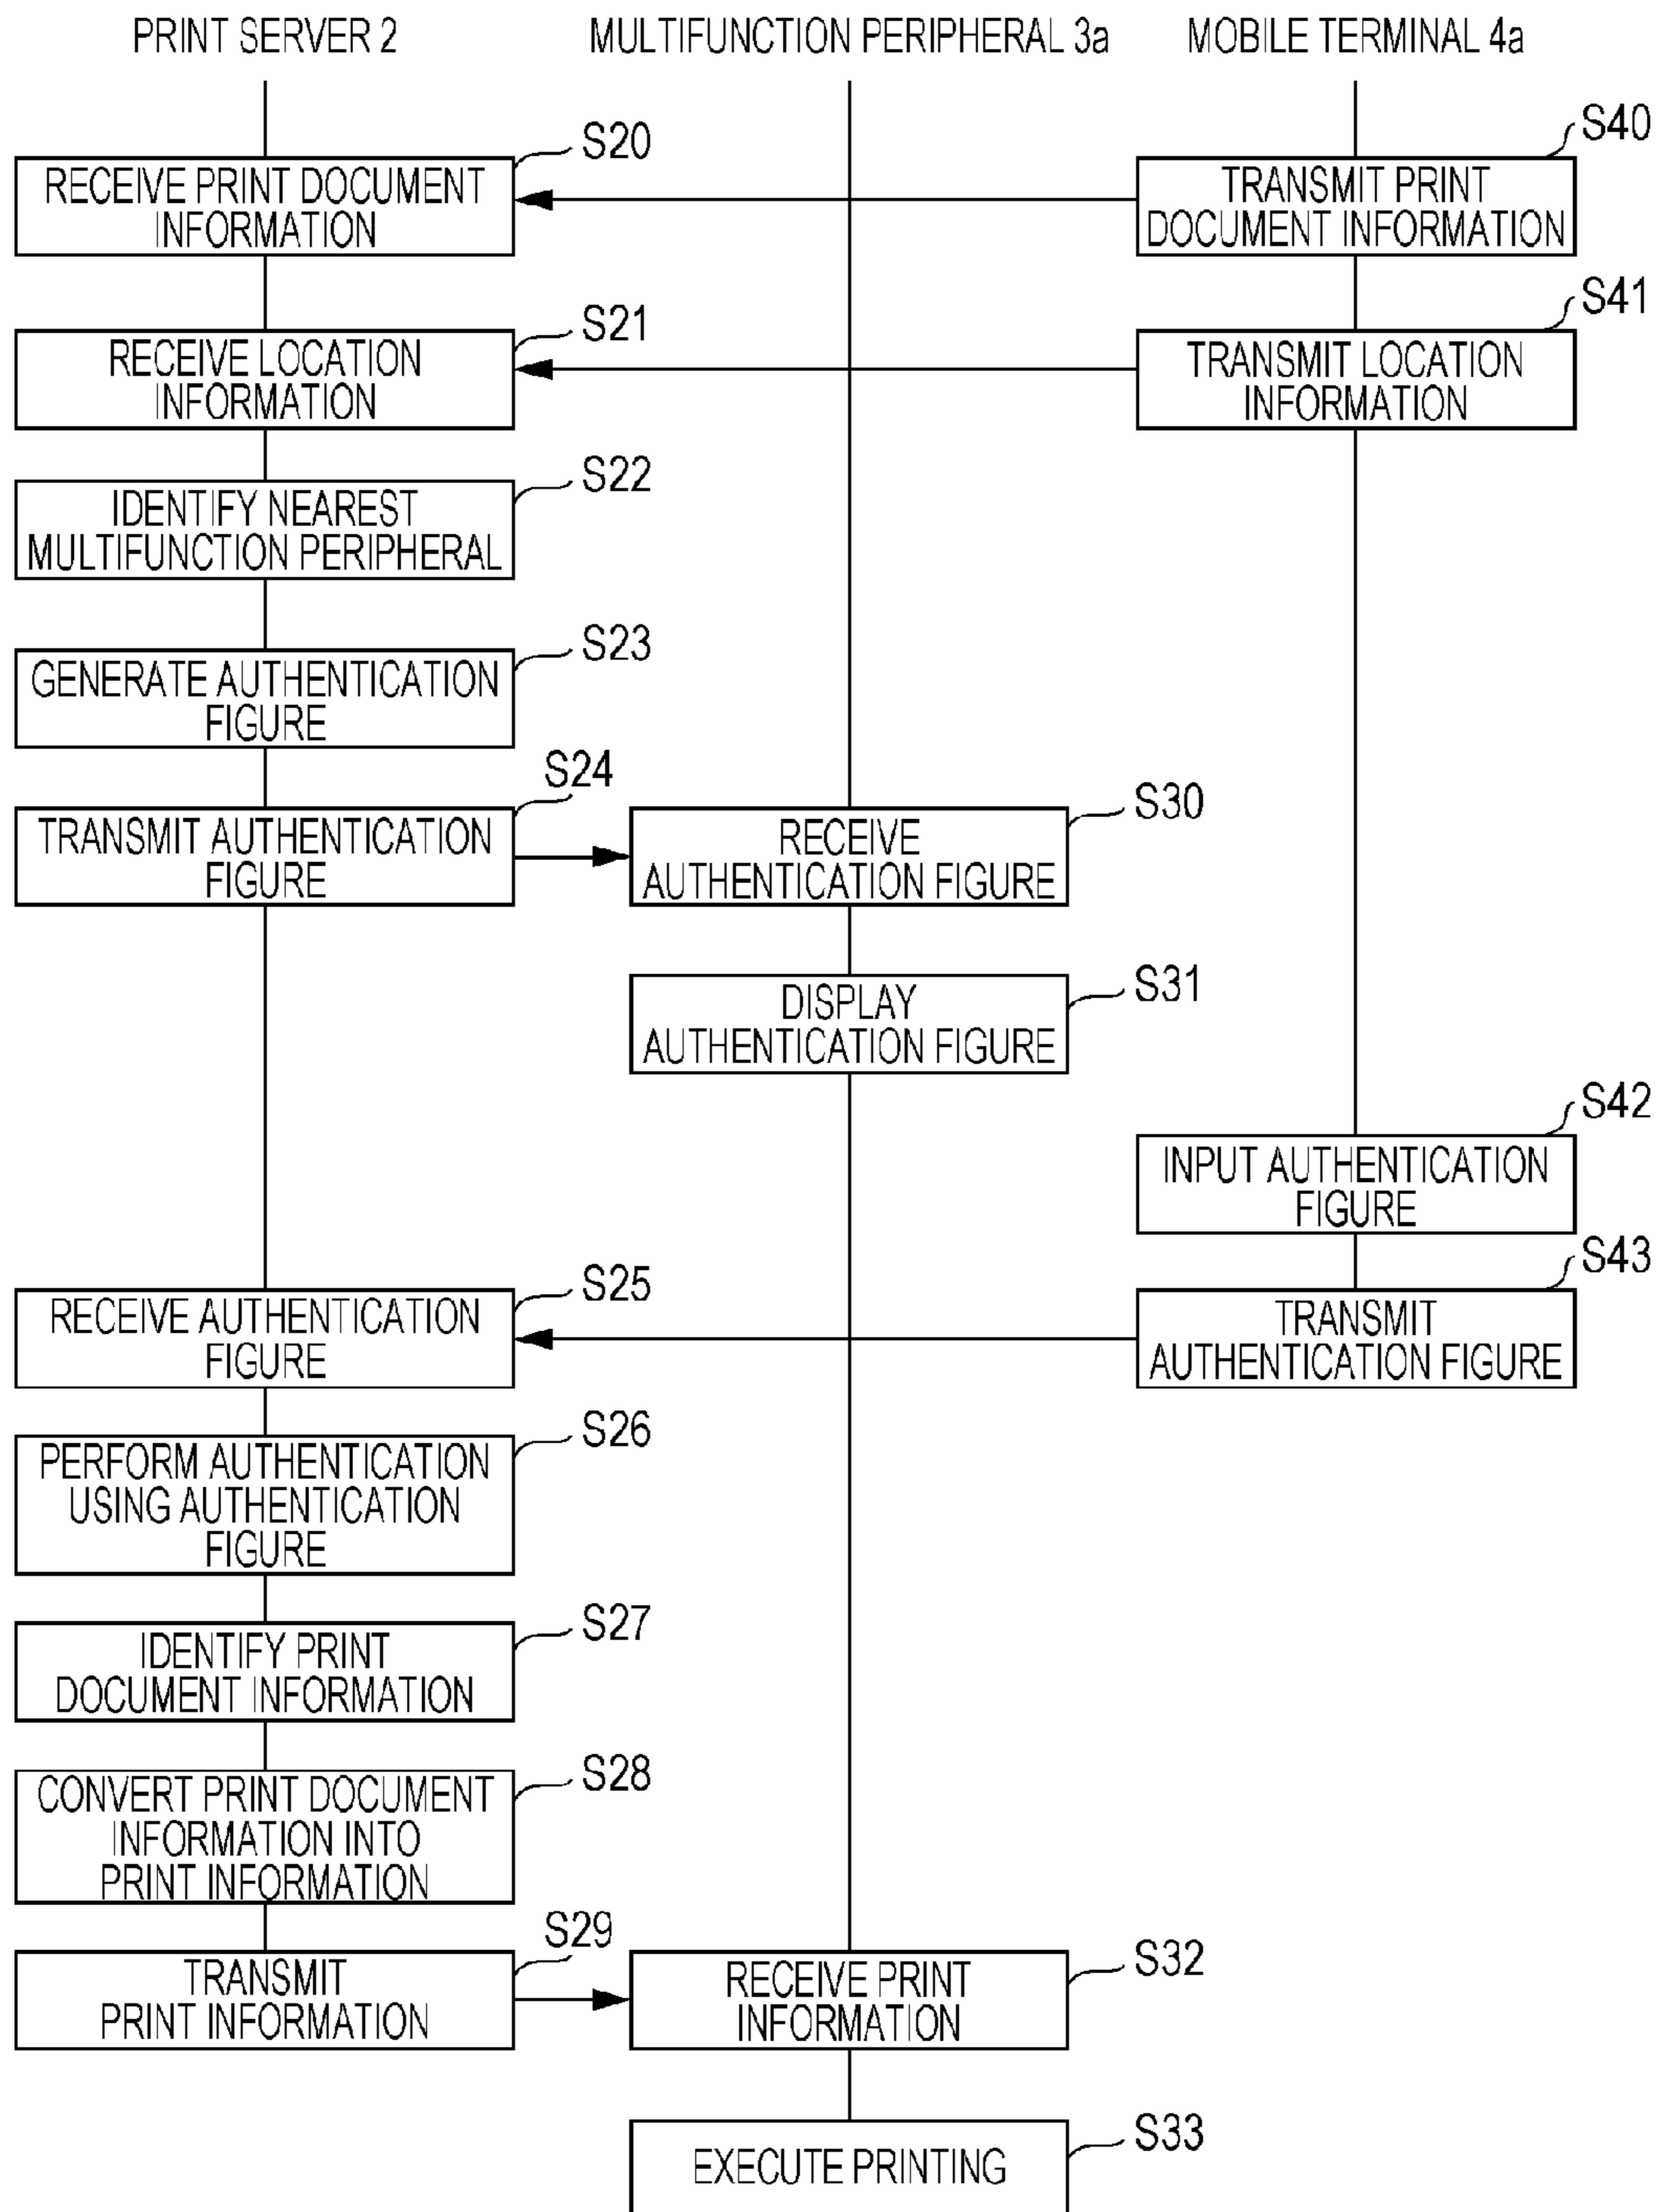 PRINT SERVER 2
MULTIFUNCTION PERIPHERAL 3a
MOBILE TERMINAL 4a
S20
RECEIVE PRINT DOCUMENT
INFORMATION
S40
TRANSMIT PRINT
DOCUMENT INFORMATION
S21
RECEIVE LOCATION
INFORMATION
S41
TRANSMIT LOCATION
INFORMATION
S22
IDENTIFY NEAREST
MULTIFUNCTION PERIPHERAL
S23
GENERATE AUTHENTICATION
FIGURE
S24
TRANSMIT AUTHENTICATION
FIGURE
S30
RECEIVE
AUTHENTICATION FIGURE
S31
DISPLAY
AUTHENTICATION FIGURE
S42
INPUT AUTHENTICATION
FIGURE
S25
RECEIVE AUTHENTICATION
FIGURE
S43
TRANSMIT
AUTHENTICATION FIGURE
S26
PERFORM AUTHENTICATION
USING AUTHENTICATION
FIGURE
S27
IDENTIFY PRINT
DOCUMENT INFORMATION
S28
CONVERT PRINT DOCUMENT
INFORMATION INTO
PRINT INFORMATION
S29
TRANSMIT
PRINT INFORMATION
S32
RECEIVE PRINT
INFORMATION
S33
EXECUTE PRINTING